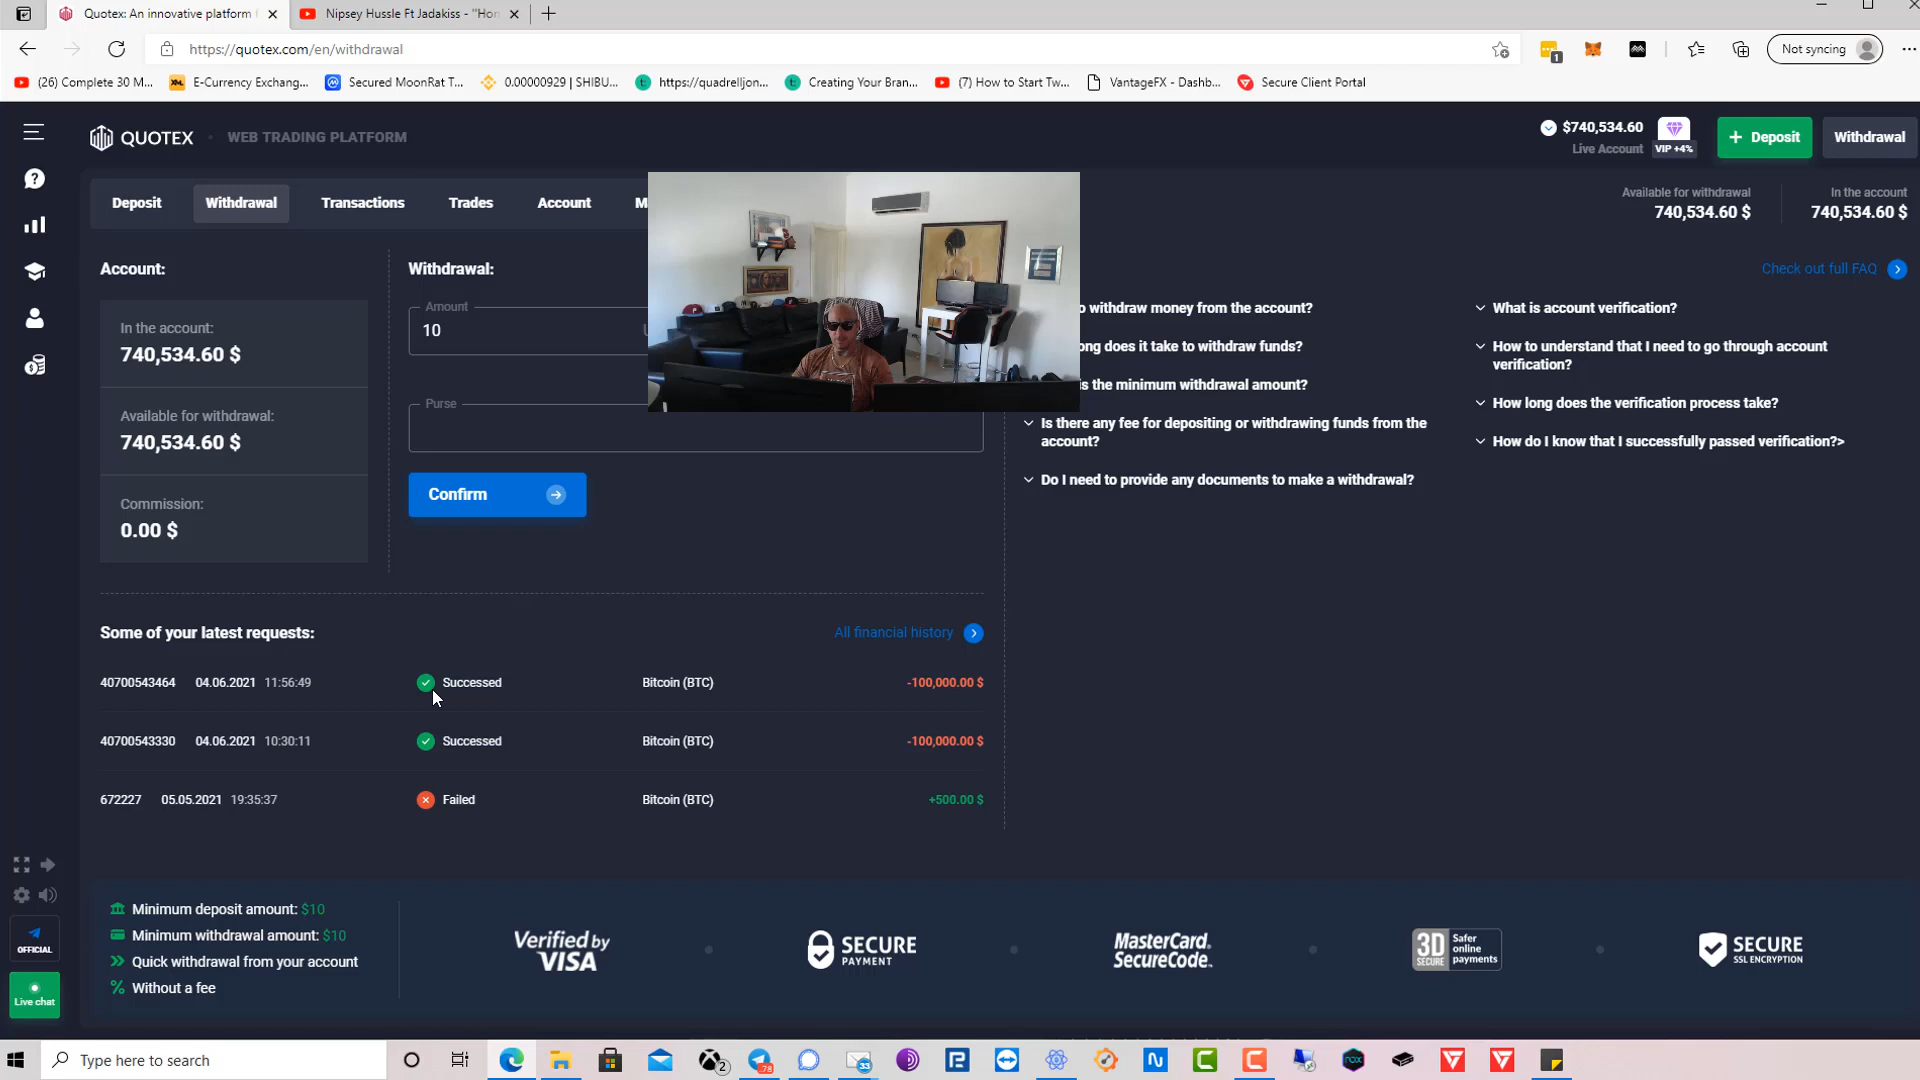 Quotex: An innovative platform f
Nipsey Hussle Ft Jadakiss - "Hon
https://quotex.com/en/withdrawal
1
Not syncing
(26) Complete 30 M...
E-Currency Exchang...
Secured MoonRat T...
0.00000929 | SHIBU...
https://quadrelljon...
Creating Your Bran...
(7) How to Start Tw...
VantageFX - Dashb...
Secure Client Portal
QUOTEX
WEB TRADING PLATFORM
$740,534.60
Live Account
VIP +4%
+ Deposit
Withdrawal
Deposit
Withdrawal
Transactions
Trades
Account
M
Available for withdrawal
740,534.60 $
In the account
740,534.60 $
Account:
In the account:
740,534.60 $
Available for withdrawal:
740,534.60 $
Commission:
0.00 $
Withdrawal:
Amount
10
Purse
Confirm
Check out full FAQ
o withdraw money from the account?
ong does it take to withdraw funds?
is the minimum withdrawal amount?
Is there any fee for depositing or withdrawing funds from the
account?
Do I need to provide any documents to make a withdrawal?
What is account verification?
How to understand that I need to go through account
verification?
How long does the verification process take?
How do I know that I successfully passed verification?>
Some of your latest requests:
All financial history
40700543464 04.06.2021 11:56:49 Successed Bitcoin (BTC) -100,000.00 $
40700543330 04.06.2021 10:30:11 Successed Bitcoin (BTC) -100,000.00 $
672227 05.05.2021 19:35:37 Failed Bitcoin (BTC) +500.00 $
OFFICIAL
Live chat
Minimum deposit amount: $10
Minimum withdrawal amount: $10
Quick withdrawal from your account
Without a fee
Verified by
VISA
SECURE
PAYMENT
MasterCard.
SecureCode.
3D
SECURE
Safer
online
payments
SECURE
SSL ENCRYPTION
Type here to search
2
78
33